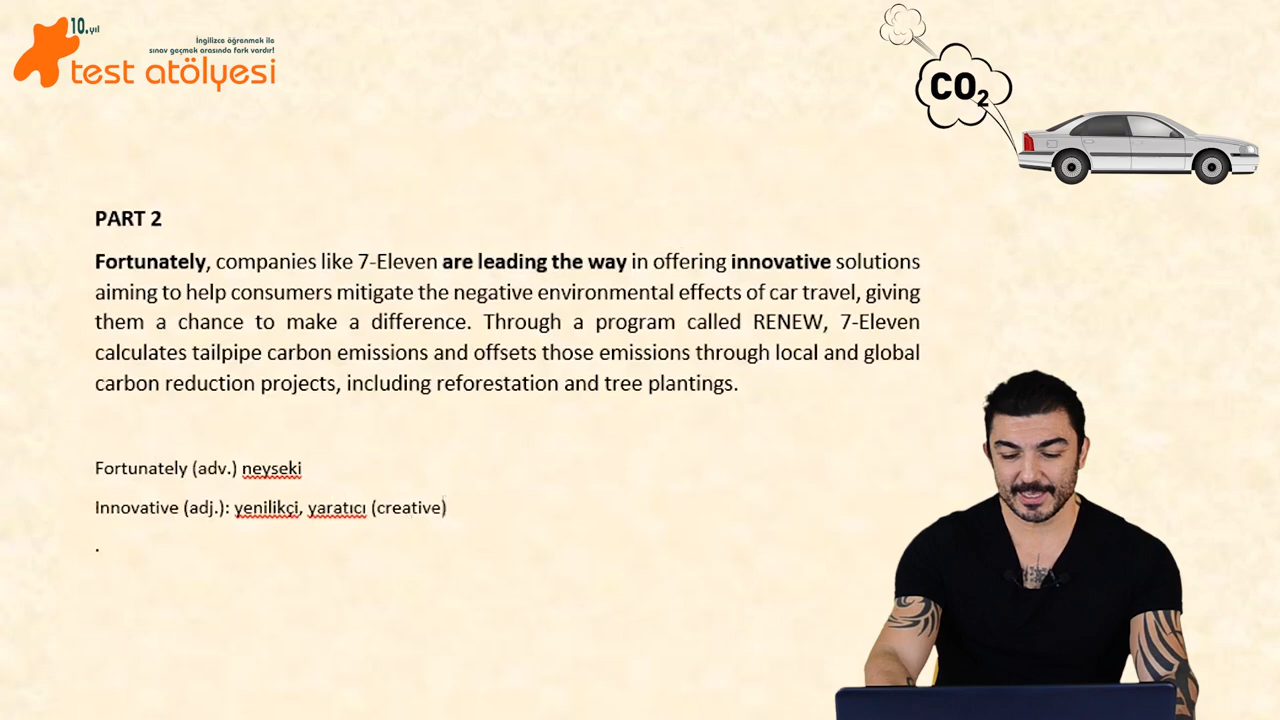 10.yıl
İngilizce öğrenmek ile
sınav geçmek arasında fark vardır!
test atölyesi
CO2
PART 2
Fortunately, companies like 7-Eleven are leading the way in offering innovative solutions
aiming to help consumers mitigate the negative environmental effects of car travel, giving
them a chance to make a difference. Through a program called RENEW, 7-Eleven
calculates tailpipe carbon emissions and offsets those emissions through local and global
carbon reduction projects, including reforestation and tree plantings.
Fortunately (adv.) neyseki
Innovative (adj.): yenilikçi, yaratıcı (creative)
.